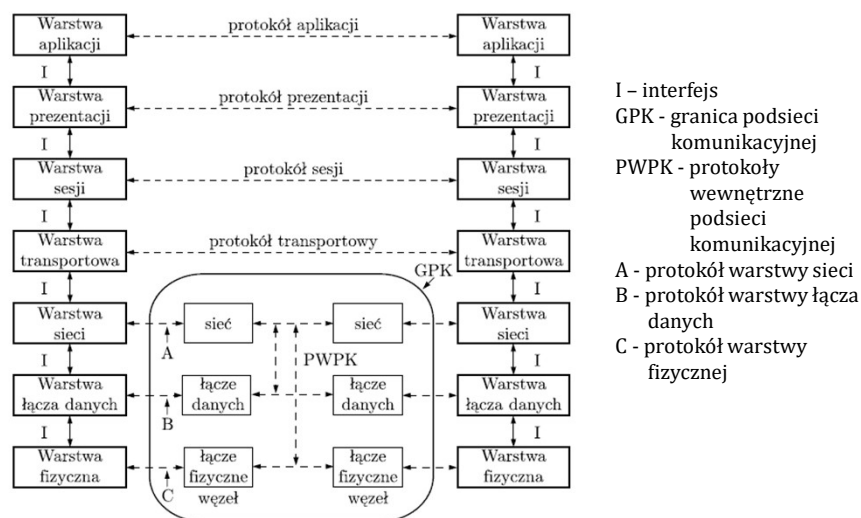 Warstwa
aplikacji
protokół aplikacji
Warstwa
aplikacji
I
I
Warstwa
prezentacji
protokół prezentacji
Warstwa
prezentacji
I
I
Warstwa
sesji
protokół sesji
Warstwa
sesji
I
I
Warstwa
transportowa
protokół transportowy
Warstwa
transportowa
I
GPK
I
Warstwa
sieci
sieć
sieć
Warstwa
sieci
A
PWPK
I
I
Warstwa
łącza danych
łącze
danych
łącze
danych
Warstwa
łącza danych
B
I
I
Warstwa
fizyczna
łącze
fizyczne
węzeł
łącze
fizyczne
węzeł
Warstwa
fizyczna
C
I – interfejs
GPK - granica podsieci
komunikacyjnej
PWPK - protokoły
wewnętrzne
podsieci
komunikacyjnej
A - protokół warstwy sieci
B - protokół warstwy łącza
danych
C - protokół warstwy
fizycznej